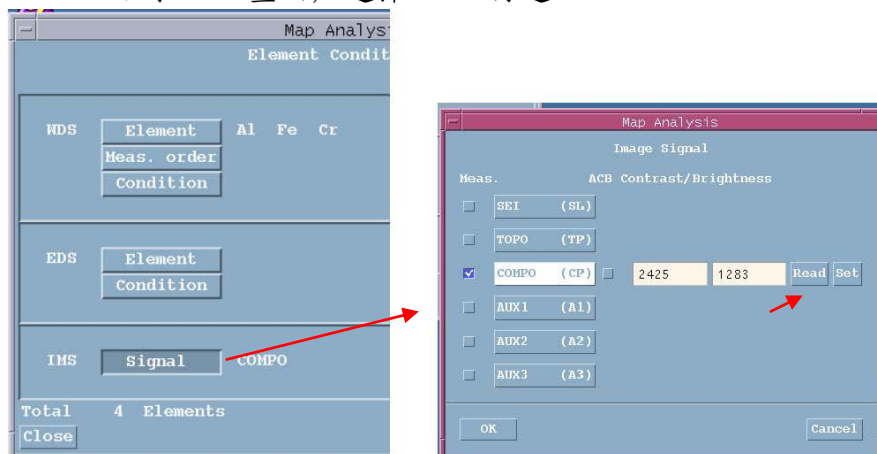 Map Analys
Element Condit
WDS Element Al Fe Cr
Meas. order
Condition
EDS Element
Condition
IMS Signal COMPO
Total 4 Elements
Close
Map Analysis
Image Signal
Meas. ACB Contrast/Brightness
SEI (SL)
TOPO (TP)
COMPO (CP) 2425 1283 Read Set
AUX1 (A1)
AUX2 (A2)
AUX3 (A3)
OK Cancel